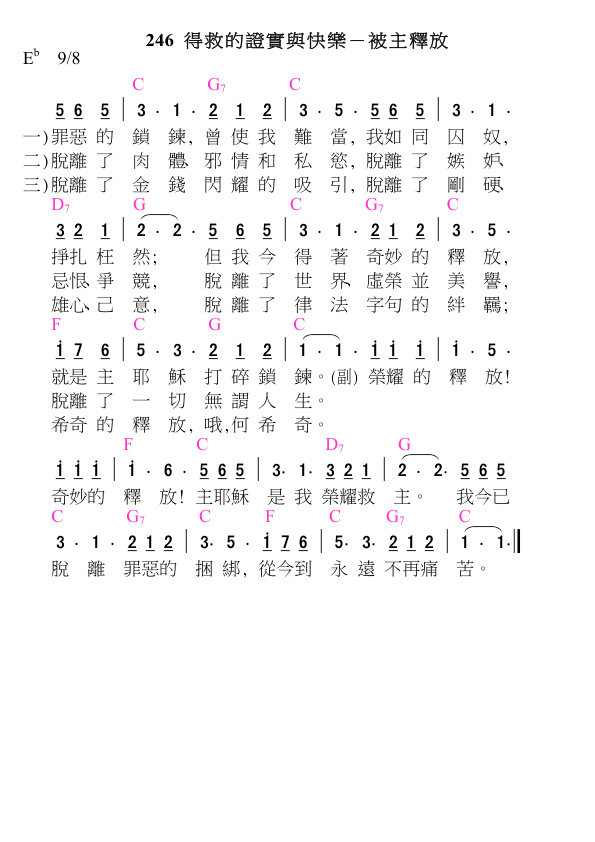 246 得救的證實與快樂－被主釋放
E♭ 9/8
C G7 C
5 6 5 | 3 · 1 · 2 1 2 | 3 · 5 · 5 6 5 | 3 · 1 ·
一)罪惡 的 鎖 鍊, 曾 使 我 難 當, 我如 同 囚 奴,
二)脫離 了 肉 體、邪 情 和 私 慾, 脫離 了 嫉 妒、
三)脫離 了 金 錢 閃 耀 的 吸 引, 脫離 了 剛 硬、
D7 G C G7 C
3 2 1 | 2 · 2 · 5 6 5 | 3 · 1 · 2 1 2 | 3 · 5 ·
掙扎 枉 然; 但 我 今 得 著 奇妙 的 釋 放,
忌恨、爭 競, 脫 離 了 世 界、虛榮 並 美 譽,
雄心、己 意, 脫 離 了 律 法 字句 的 絆 羈;
F C G C
i 7 6 | 5 · 3 · 2 1 2 | 1 · 1 · i i i | i · 5 ·
就是 主 耶 穌 打 碎 鎖 鍊。(副) 榮耀 的 釋 放!
脫離 了 一 切 無 謂 人 生。
希奇 的 釋 放, 哦,何 希 奇。
F C D7 G
i i i | i · 6 · 5 6 5 | 3· 1· 3 2 1 | 2 · 2· 5 6 5
奇妙的 釋 放! 主耶穌 是 我 榮耀救 主。 我今已
C G7 C F C G7 C
3 · 1 · 2 1 2 | 3· 5 · i 7 6 | 5· 3· 2 1 2 | 1 · 1·‖
脫 離 罪惡的 捆 綁, 從今到 永 遠 不再痛 苦。